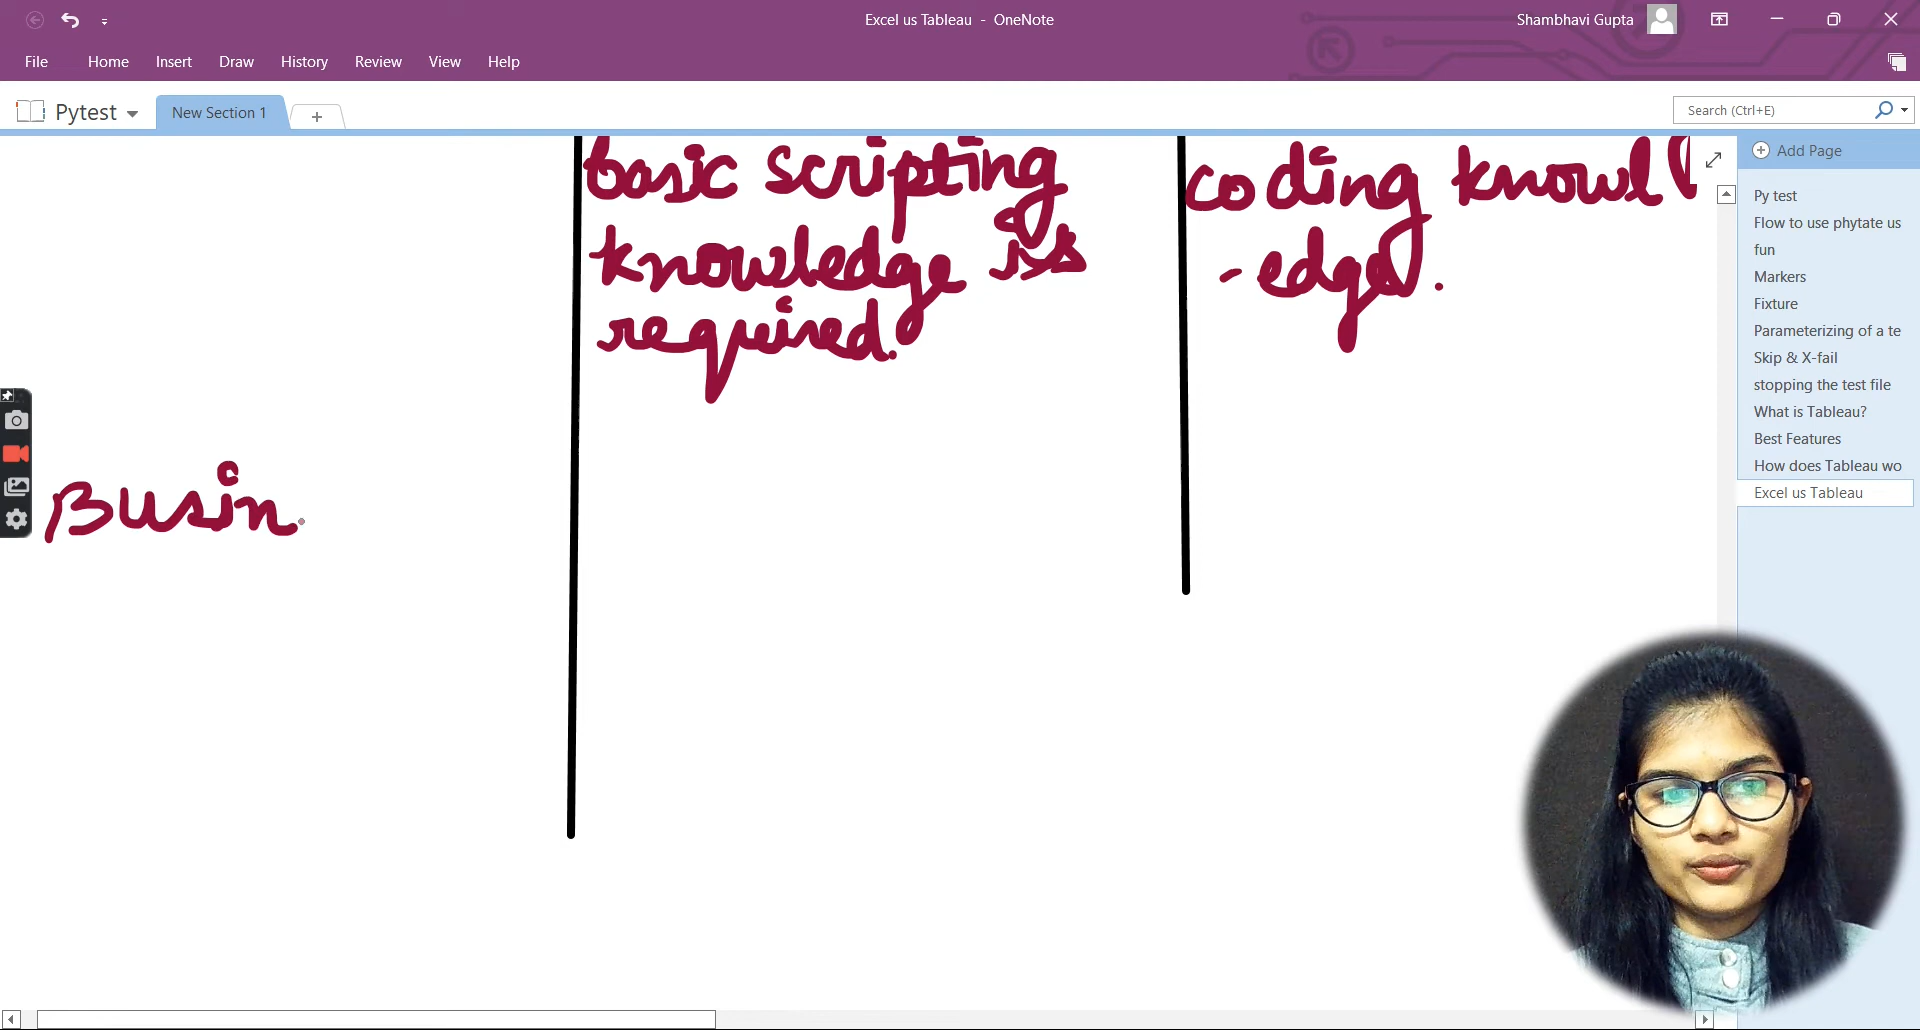 Excel us Tableau - OneNote
Shambhavi Gupta
File Home Insert Draw History Review View Help
Pytest
New Section 1
+
Search (Ctrl+E)
Add Page
Py test
Flow to use phytate us
fun
Markers
Fixture
Parameterizing of a te
Skip & X-fail
stopping the test file
What is Tableau?
Best Features
How does Tableau wo
Excel us Tableau
basic scripting
knowledge is
required.
coding knowl
-edge.
Busin